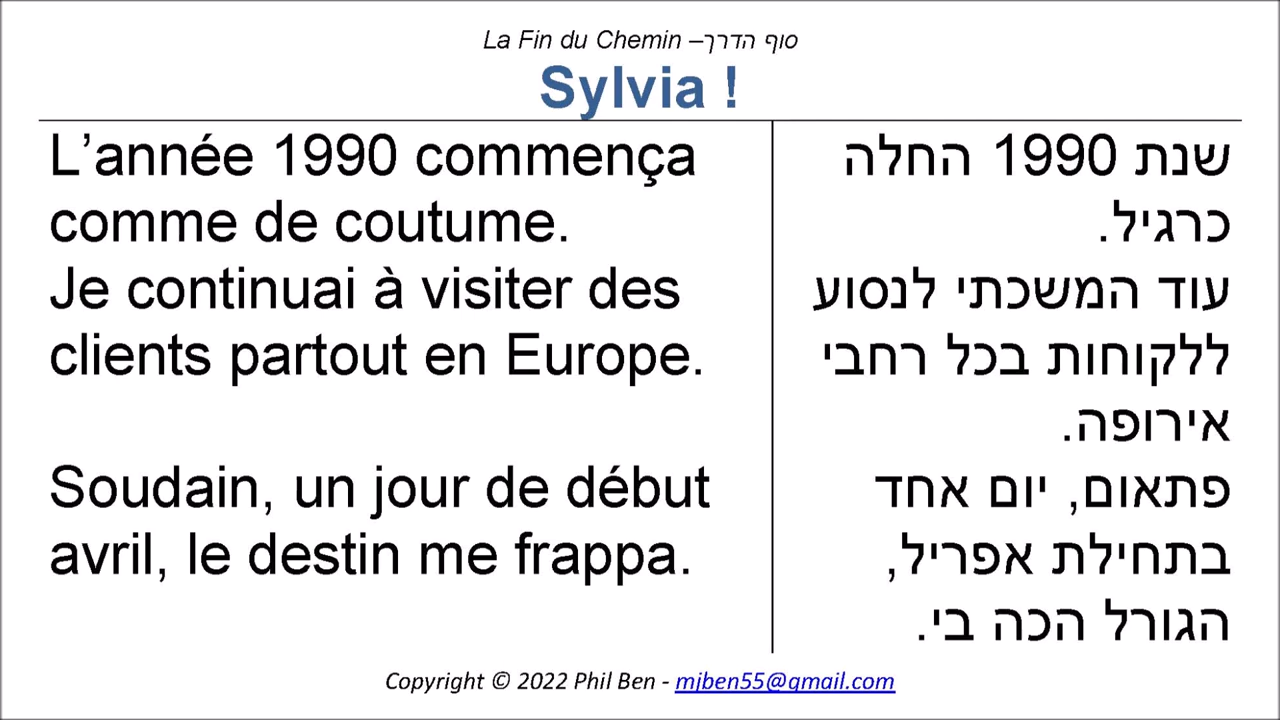 La Fin du Chemin –סוף הדרך
Sylvia !
L’année 1990 commença
comme de coutume.
Je continuai à visiter des
clients partout en Europe.
Soudain, un jour de début
avril, le destin me frappa.
שנת 1990 החלה
כרגיל.
עוד המשכתי לנסוע
ללקוחות בכל רחבי
אירופה.
פתאום, יום אחד
בתחילת אפריל,
הגורל הכה בי.
Copyright © 2022 Phil Ben - mjben55@gmail.com